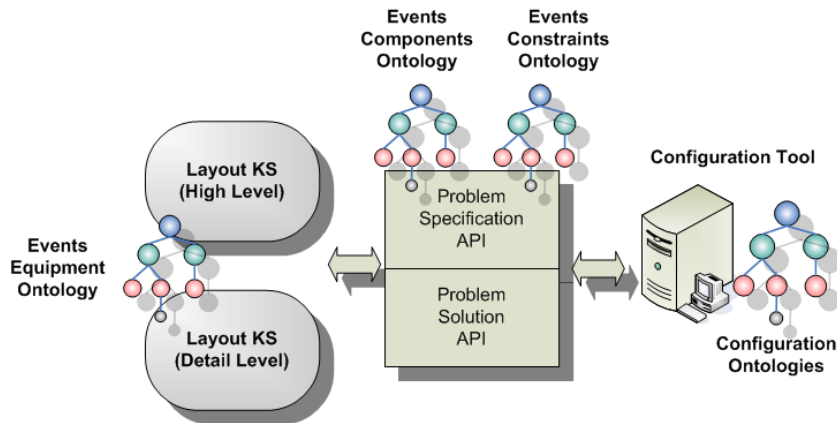 Events
Components
Ontology
Events
Constraints
Ontology
Layout KS
(High Level)
Configuration Tool
Problem
Specification
API
Events
Equipment
Ontology
Problem
Solution
API
Layout KS
(Detail Level)
Configuration
Ontologies